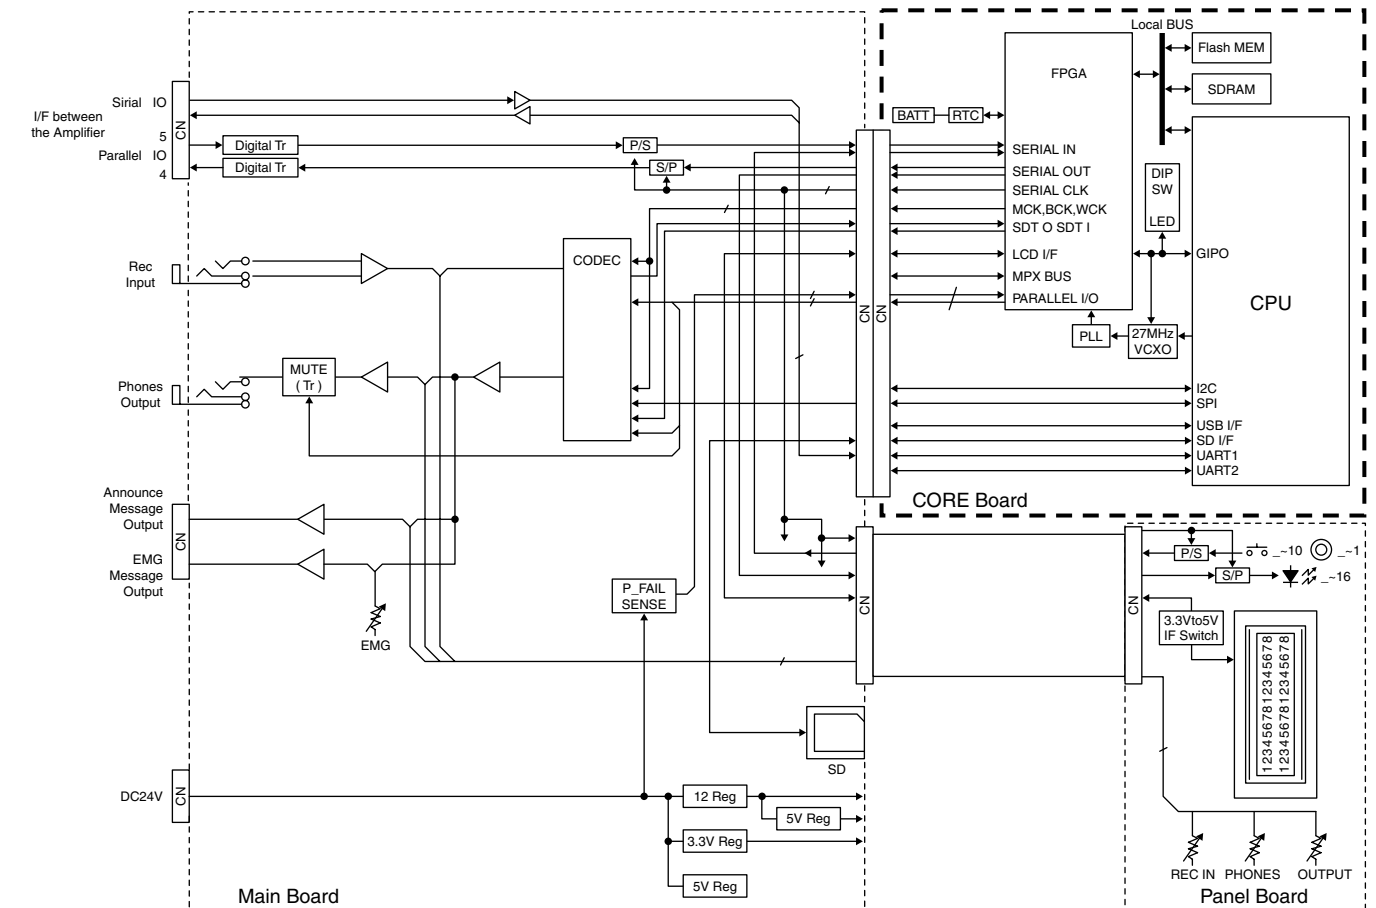 Local BUS
Flash MEM
FPGA
SDRAM
Sirial IO
I/F between
the Amplifier
CN
BATT
RTC
5
Digital Tr
P/S
Parallel IO
Digital Tr
S/P
4
SERIAL IN
SERIAL OUT
SERIAL CLK
MCK,BCK,WCK
SDT O SDT I
LCD I/F
MPX BUS
PARALLEL I/O
DIP
SW
LED
GIPO
CPU
CN
CN
PLL
27MHz
VCXO
Rec
Input
CODEC
MUTE
( Tr )
Phones
Output
I2C
SPI
USB I/F
SD I/F
UART1
UART2
CORE Board
Announce
Message
Output
CN
EMG
Message
Output
P/S
_~10
_~1
S/P
_~16
P_FAIL
SENSE
CN
CN
3.3Vto5V
IF Switch
EMG
123456781234567812345678
123456781234567812345678
SD
DC24V
CN
12 Reg
5V Reg
3.3V Reg
5V Reg
REC IN
PHONES
OUTPUT
Main Board
Panel Board